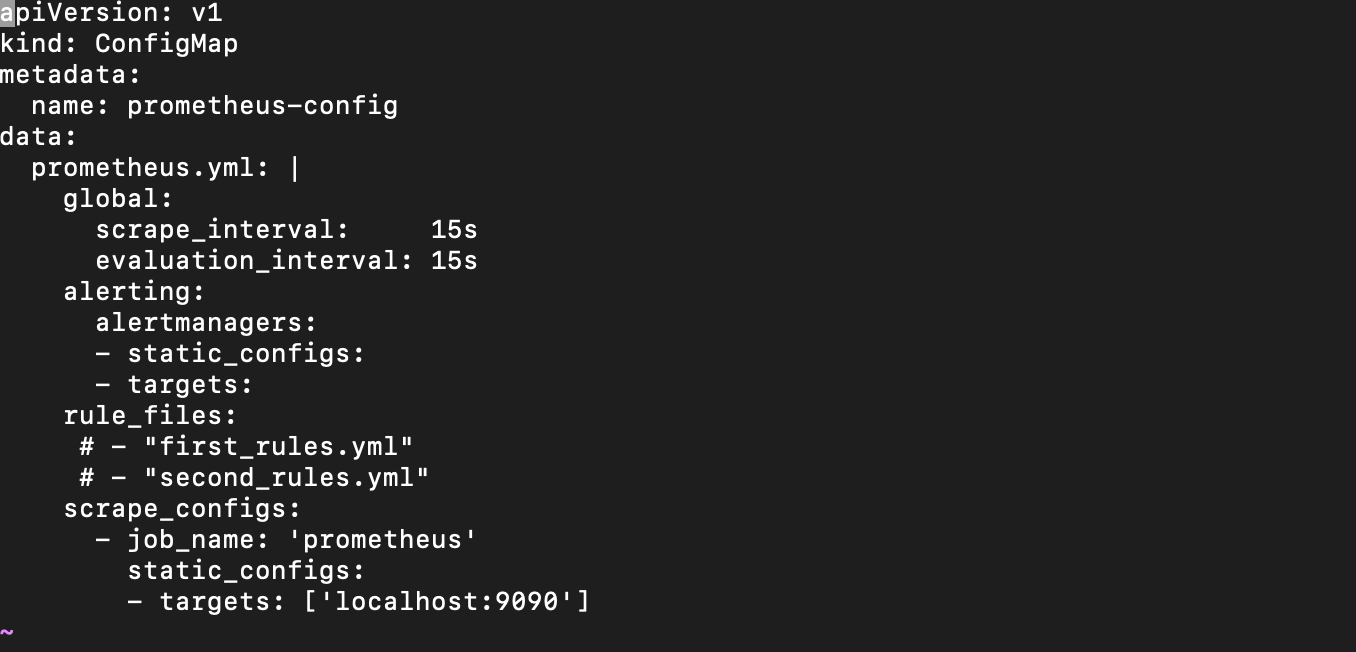 apiVersion: v1
kind: ConfigMap
metadata:
  name: prometheus-config
data:
  prometheus.yml: |
    global:
      scrape_interval:     15s
      evaluation_interval: 15s
    alerting:
      alertmanagers:
      - static_configs:
      - targets:
    rule_files:
     # - "first_rules.yml"
     # - "second_rules.yml"
    scrape_configs:
      - job_name: 'prometheus'
        static_configs:
        - targets: ['localhost:9090']
~